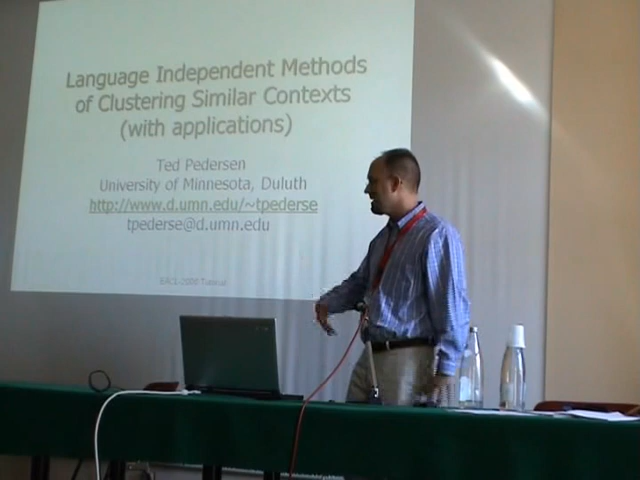 Language Independent Methods
of Clustering Similar Contexts
(with applications)
Ted Pedersen
University of Minnesota, Duluth
http://www.d.umn.edu/~tpederse
tpederse@d.umn.edu